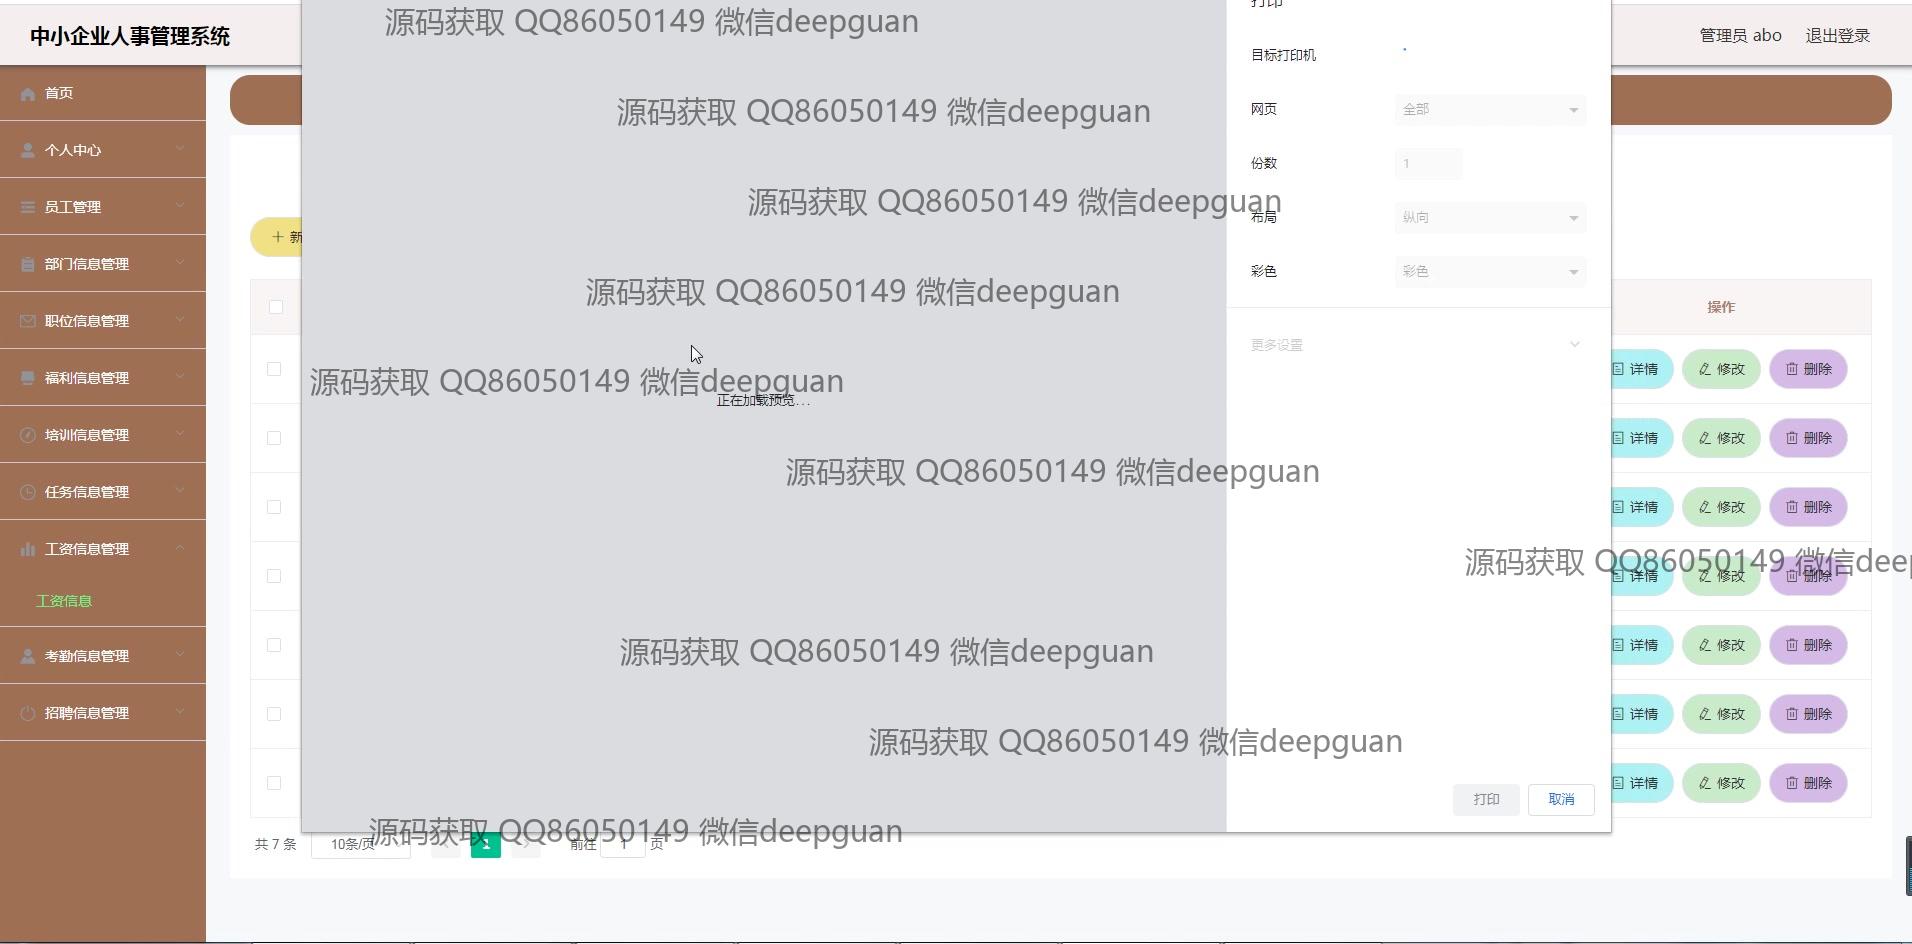 中小企业人事管理系统
管理员 abo 退出登录
首页
个人中心
员工管理
部门信息管理
职位信息管理
福利信息管理
培训信息管理
任务信息管理
工资信息管理
工资信息
考勤信息管理
招聘信息管理
新
源码获取 QQ86050149 微信deepguan
源码获取 QQ86050149 微信deepguan
源码获取 QQ86050149 微信deepguan
源码获取 QQ86050149 微信deepguan
源码获取 QQ86050149 微信deepguan
正在加载预览...
源码获取 QQ86050149 微信deepguan
源码获取 QQ86050149 微信deep
源码获取 QQ86050149 微信deepguan
源码获取 QQ86050149 微信deepguan
源码获取 QQ86050149 微信deepguan
打印
目标打印机
网页 全部
份数 1
布局 纵向
彩色 彩色
更多设置
打印 取消
操作
详情 修改 删除
详情 修改 删除
详情 修改 删除
详情 修改 删除
详情 修改 删除
详情 修改 删除
详情 修改 删除
共 7 条 10条/页 1 前往 1 页